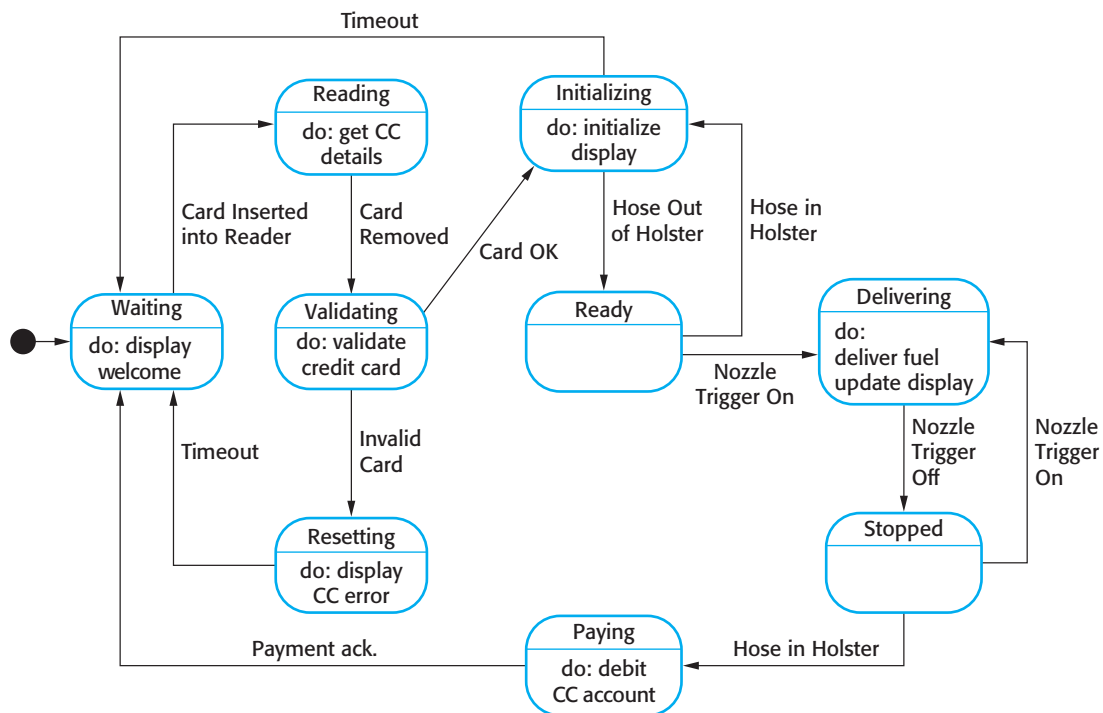 Timeout
Reading
do: get CC
details
Initializing
do: initialize
display
Card Inserted
into Reader
Card
Removed
Card OK
Hose Out
of Holster
Hose in
Holster
Waiting
do: display
welcome
Validating
do: validate
credit card
Ready
Delivering
do:
deliver fuel
update display
Nozzle
Trigger On
Timeout
Invalid
Card
Nozzle
Trigger
Off
Nozzle
Trigger
On
Resetting
do: display
CC error
Stopped
Payment ack.
Paying
do: debit
CC account
Hose in Holster